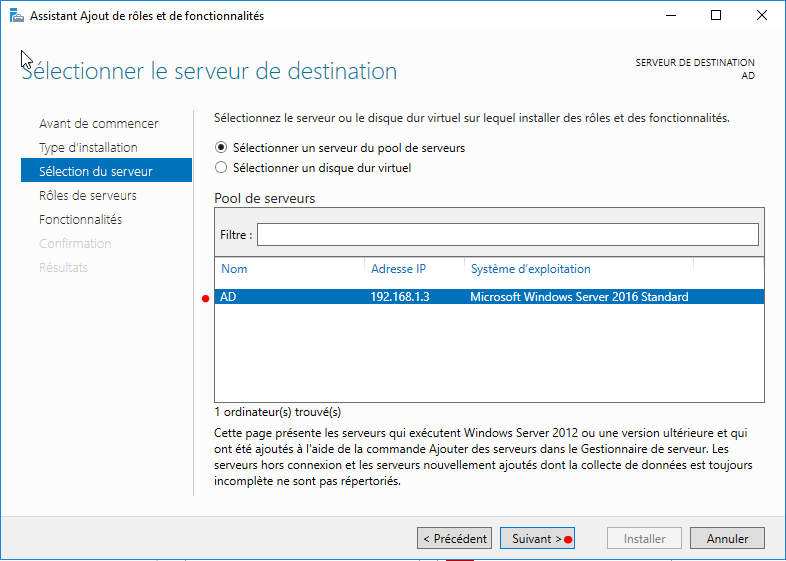 Assistant Ajout de rôles et de fonctionnalités
Sélectionner le serveur de destination
SERVEUR DE DESTINATION
AD
Avant de commencer
Type d'installation
Sélection du serveur
Rôles de serveurs
Fonctionnalités
Confirmation
Résultats
Sélectionnez le serveur ou le disque dur virtuel sur lequel installer des rôles et des fonctionnalités.
Sélectionner un serveur du pool de serveurs
Sélectionner un disque dur virtuel
Pool de serveurs
Filtre :
Nom Adresse IP Système d'exploitation
AD 192.168.1.3 Microsoft Windows Server 2016 Standard
1 ordinateur(s) trouvé(s)
Cette page présente les serveurs qui exécutent Windows Server 2012 ou une version ultérieure et qui
ont été ajoutés à l'aide de la commande Ajouter des serveurs dans le Gestionnaire de serveur. Les
serveurs hors connexion et les serveurs nouvellement ajoutés dont la collecte de données est toujours
incomplète ne sont pas répertoriés.
< Précédent Suivant > Installer Annuler